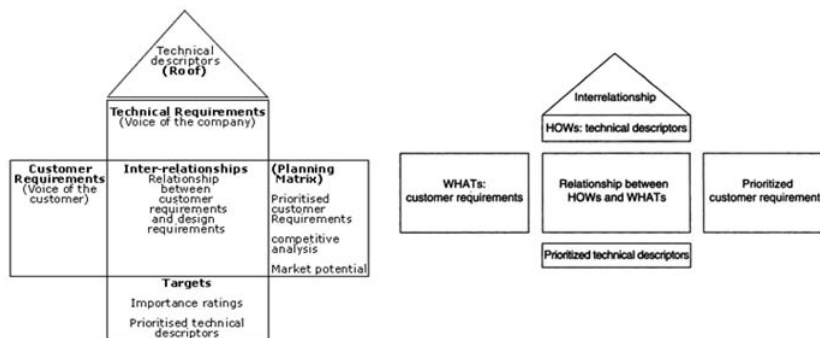 Technical
descriptors
(Roof)
Technical Requirements
(Voice of the company)
Customer
Requirements
(Voice of the
customer)
Inter-relationships
Relationship
between
customer
requirements
and design
requirements
(Planning
Matrix)
Prioritised
customer
Requirements
competitive
analysis
Market potential
Targets
Importance ratings
Prioritised technical
descriptors
Interrelationship
HOWs: technical descriptors
WHATs:
customer requirements
Relationship between
HOWs and WHATs
Prioritized
customer requirement
Prioritized technical descriptors